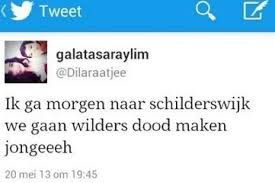 Tweet
galatasaraylim
@Dilaraatjee
Ik ga morgen naar schilderswijk
we gaan wilders dood maken
jongeeeh
20 mei 13 om 19:45